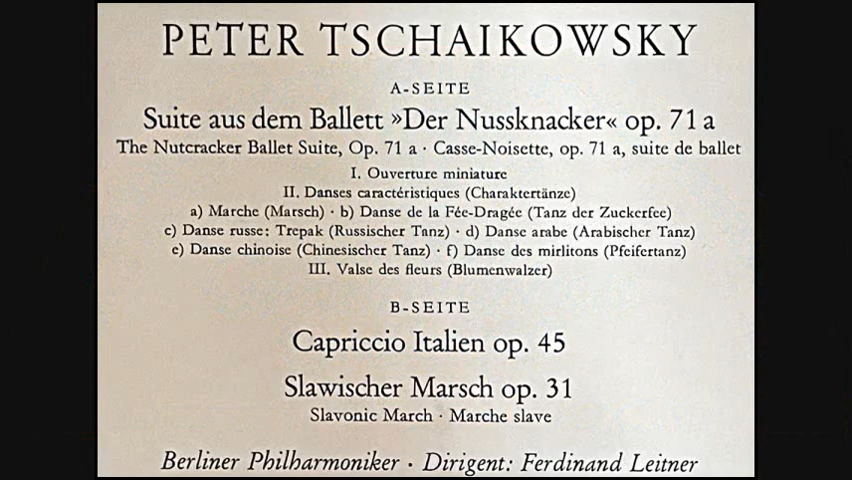 PETER TSCHAIKOWSKY
A-SEITE
Suite aus dem Ballett »Der Nussknacker« op. 71 a
The Nutcracker Ballet Suite, Op. 71 a · Casse-Noisette, op. 71 a, suite de ballet
I. Ouverture miniature
II. Danses caractéristiques (Charaktertänze)
a) Marche (Marsch) · b) Danse de la Fée-Dragée (Tanz der Zuckerfee)
c) Danse russe: Trepak (Russischer Tanz) · d) Danse arabe (Arabischer Tanz)
e) Danse chinoise (Chinesischer Tanz) · f) Danse des mirlitons (Pfeifertanz)
III. Valse des fleurs (Blumenwalzer)
B-SEITE
Capriccio Italien op. 45
Slawischer Marsch op. 31
Slavonic March · Marche slave
Berliner Philharmoniker · Dirigent: Ferdinand Leitner